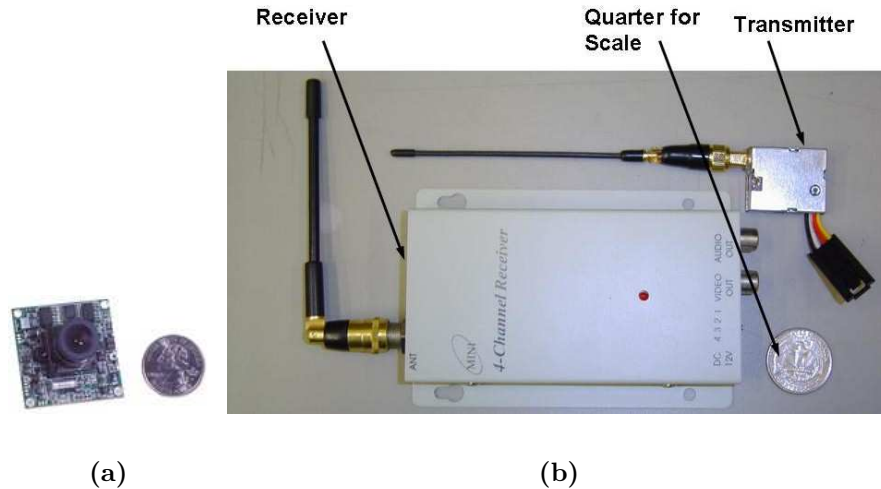 Receiver
Quarter for
Scale
Transmitter
4-Channel Receiver
MINI
ANT
AUDIO
OUT
VIDEO
OUT
4 3 2 1
DC
12V
(a)
(b)